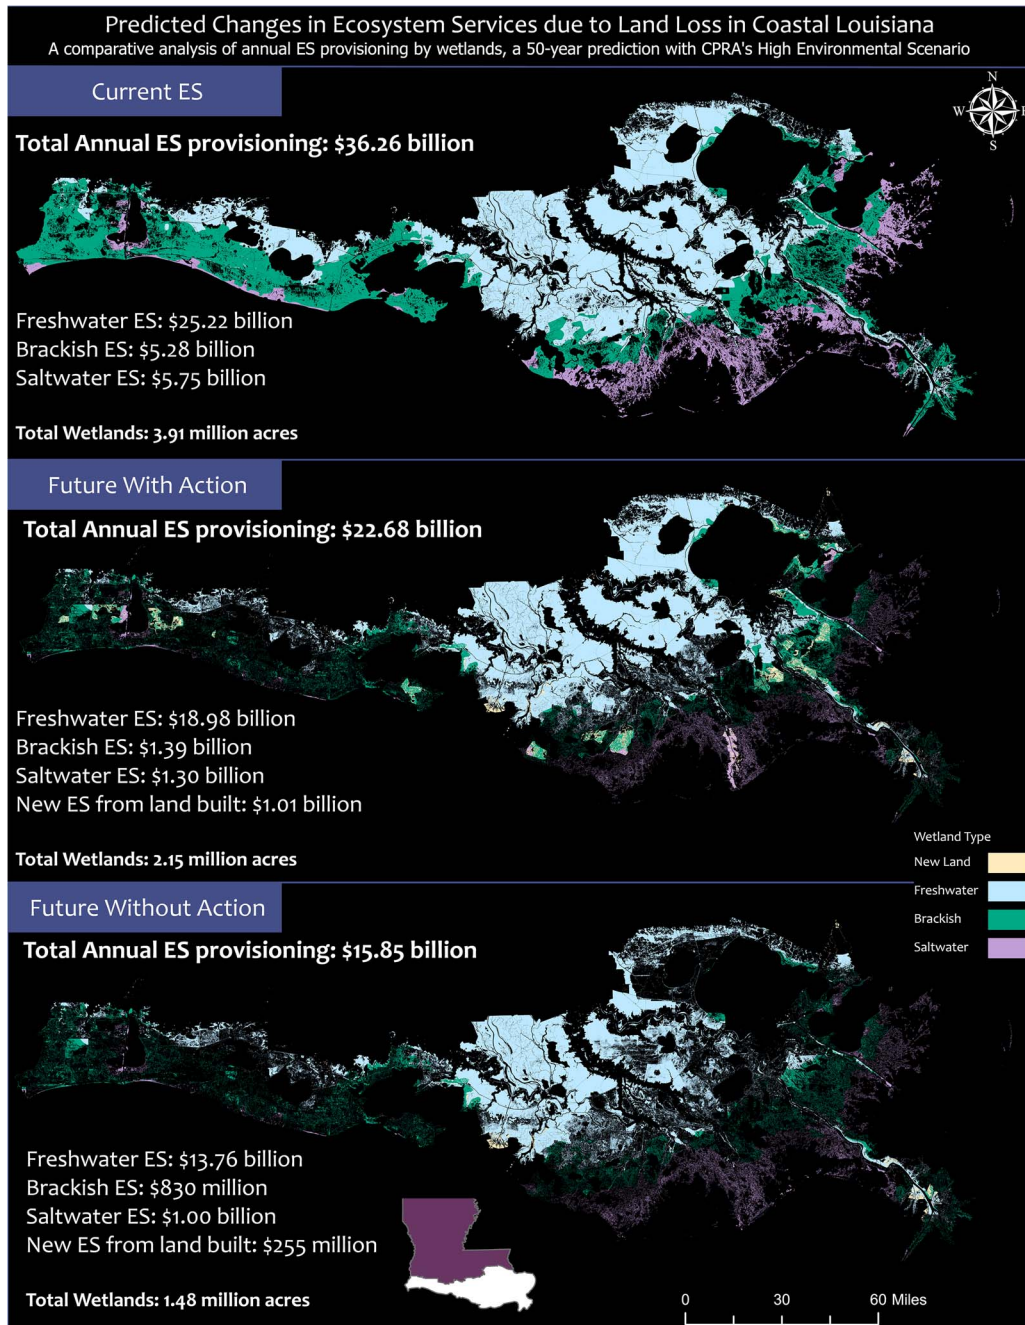 Predicted Changes in Ecosystem Services due to Land Loss in Coastal Louisiana
A comparative analysis of annual ES provisioning by wetlands, a 50-year prediction with CPRA's High Environmental Scenario
Current ES
N
W
E
S
Total Annual ES provisioning: $36.26 billion
Freshwater ES: $25.22 billion
Brackish ES: $5.28 billion
Saltwater ES: $5.75 billion
Total Wetlands: 3.91 million acres
Future With Action
Total Annual ES provisioning: $22.68 billion
Freshwater ES: $18.98 billion
Brackish ES: $1.39 billion
Saltwater ES: $1.30 billion
New ES from land built: $1.01 billion
Total Wetlands: 2.15 million acres
Wetland Type
New Land
Freshwater
Brackish
Saltwater
Future Without Action
Total Annual ES provisioning: $15.85 billion
Freshwater ES: $13.76 billion
Brackish ES: $830 million
Saltwater ES: $1.00 billion
New ES from land built: $255 million
Total Wetlands: 1.48 million acres
0 30 60 Miles